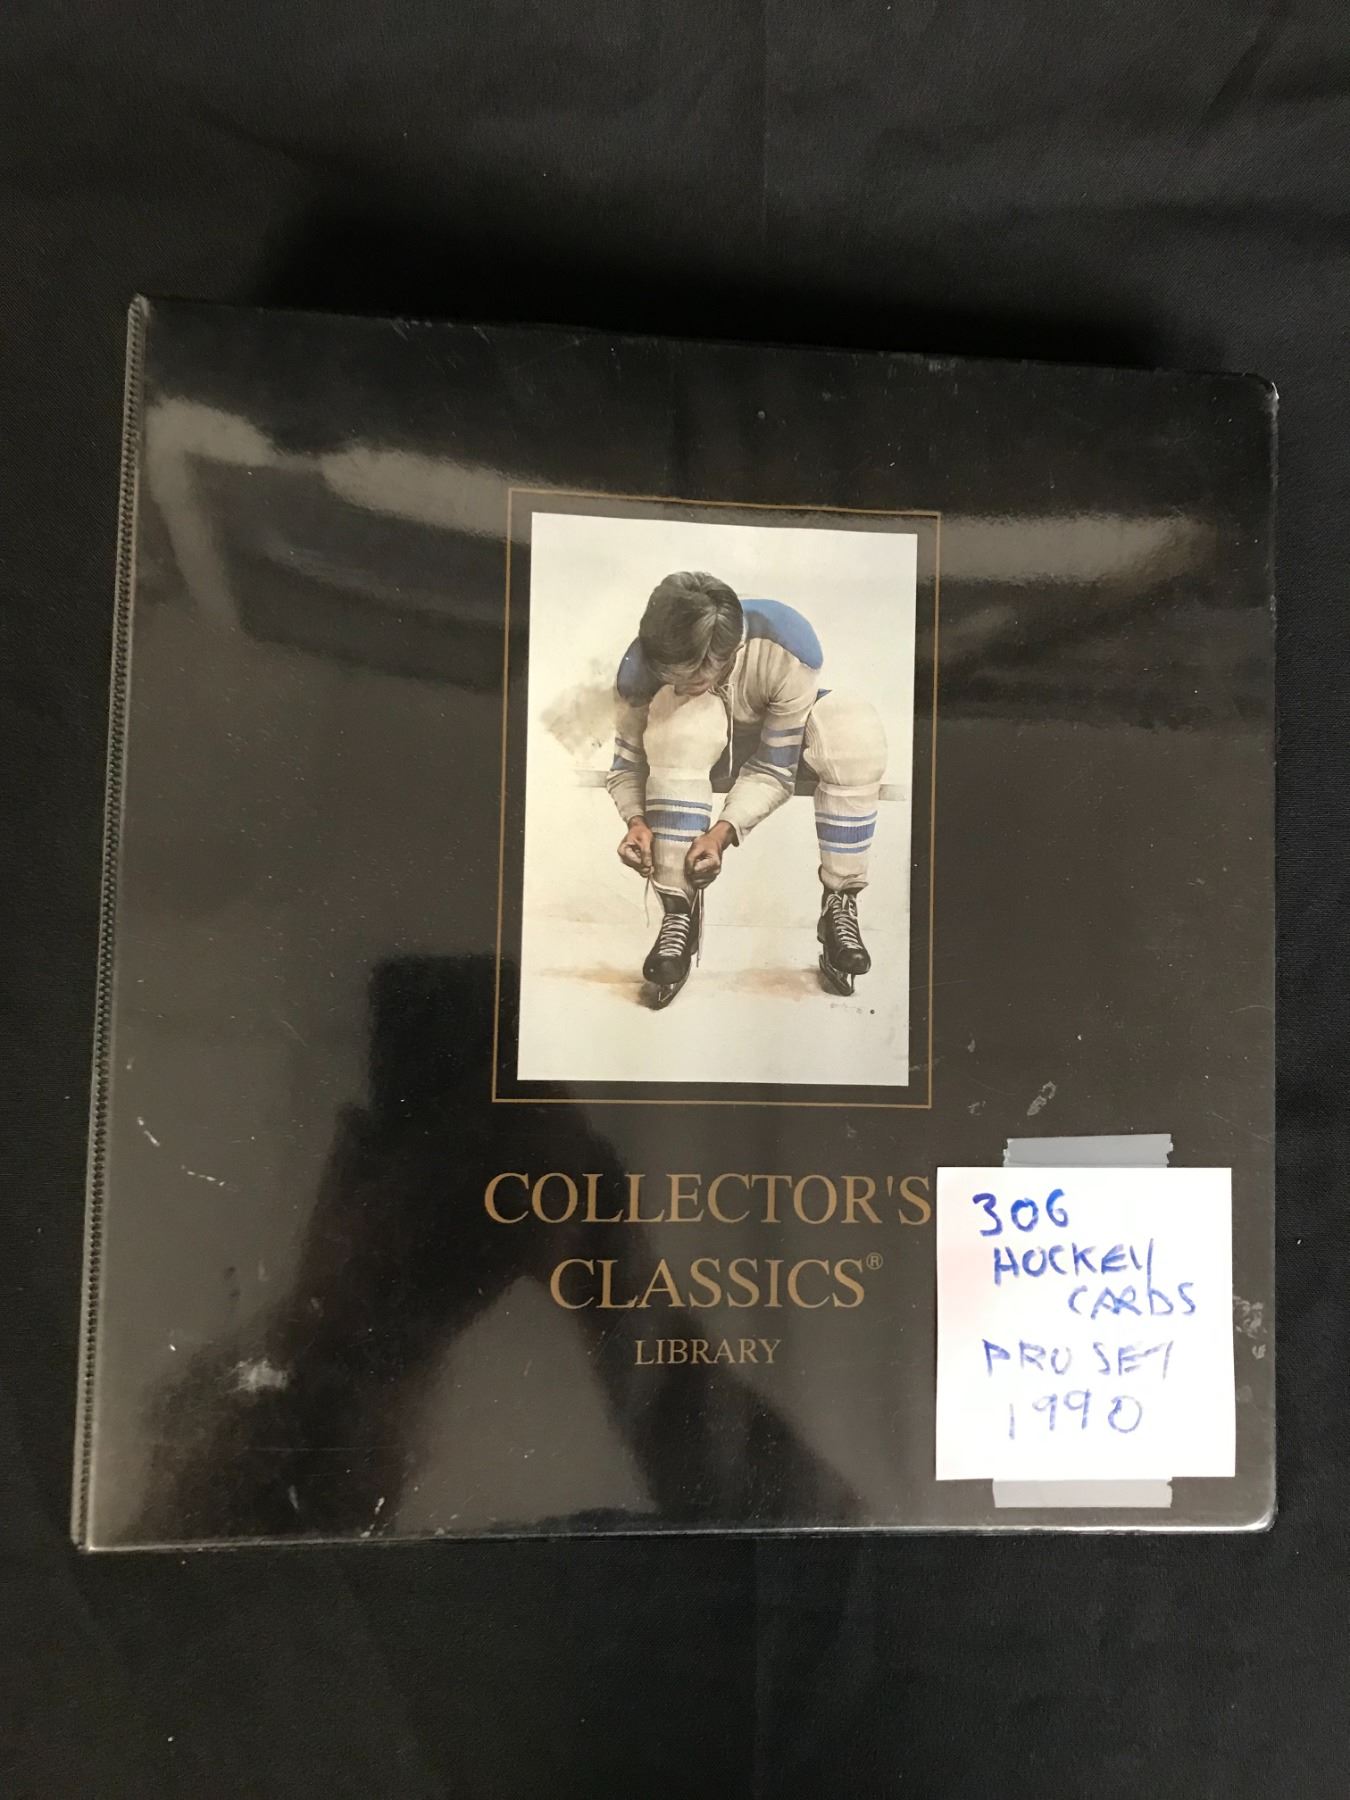 COLLECTOR'S
CLASSICS®
LIBRARY
306
HOCKEY
CARDS
PRO SET
1990